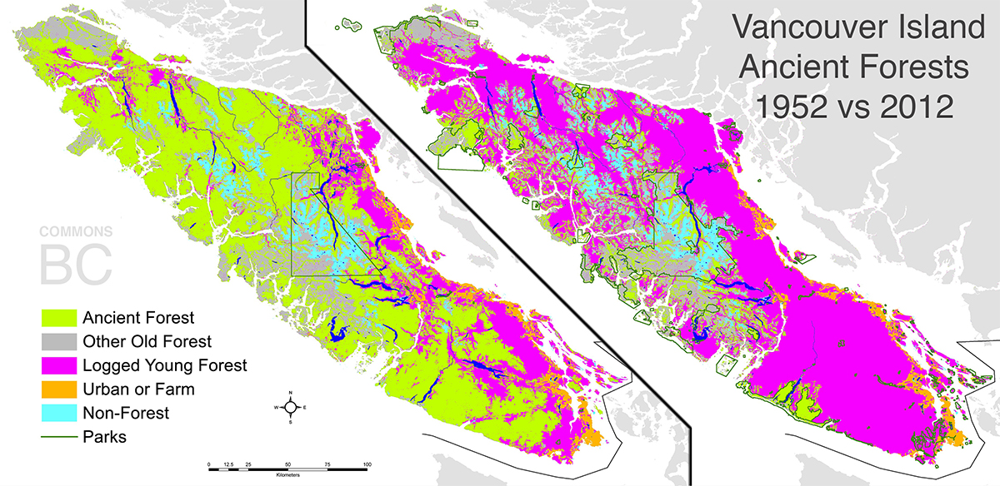 Vancouver Island
Ancient Forests
1952 vs 2012
COMMONS
BC
Ancient Forest
Other Old Forest
Logged Young Forest
Urban or Farm
Non-Forest
Parks
N
W E
S
0 12.5 25 50 75 100
Kilometers